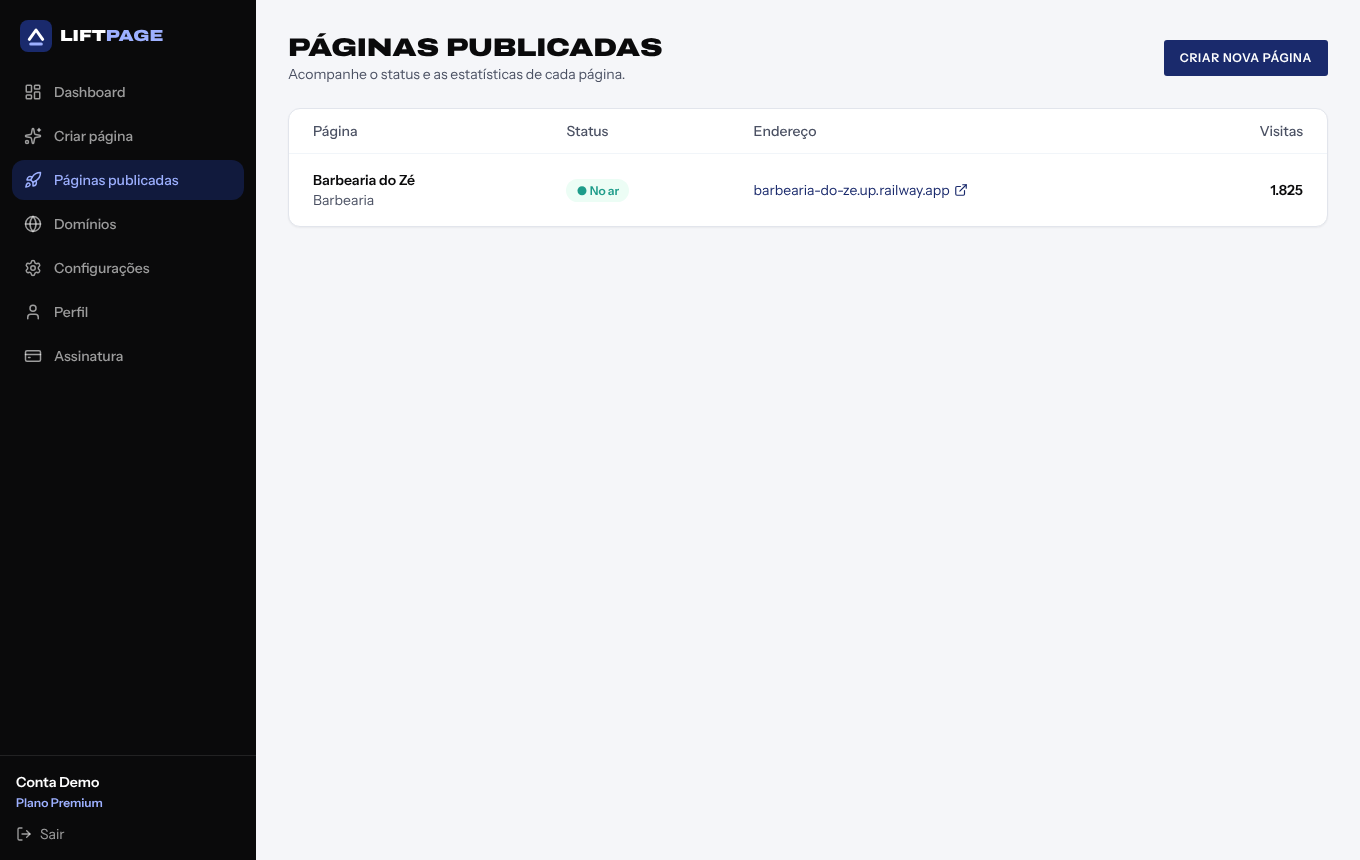 LIFTPAGE
Dashboard
Criar página
Páginas publicadas
Domínios
Configurações
Perfil
Assinatura
Conta Demo
Plano Premium
Sair
PÁGINAS PUBLICADAS
Acompanhe o status e as estatísticas de cada página.
CRIAR NOVA PÁGINA
Página Status Endereço Visitas
Barbearia do Zé No ar barbearia-do-ze.up.railway.app 1.825
Barbearia